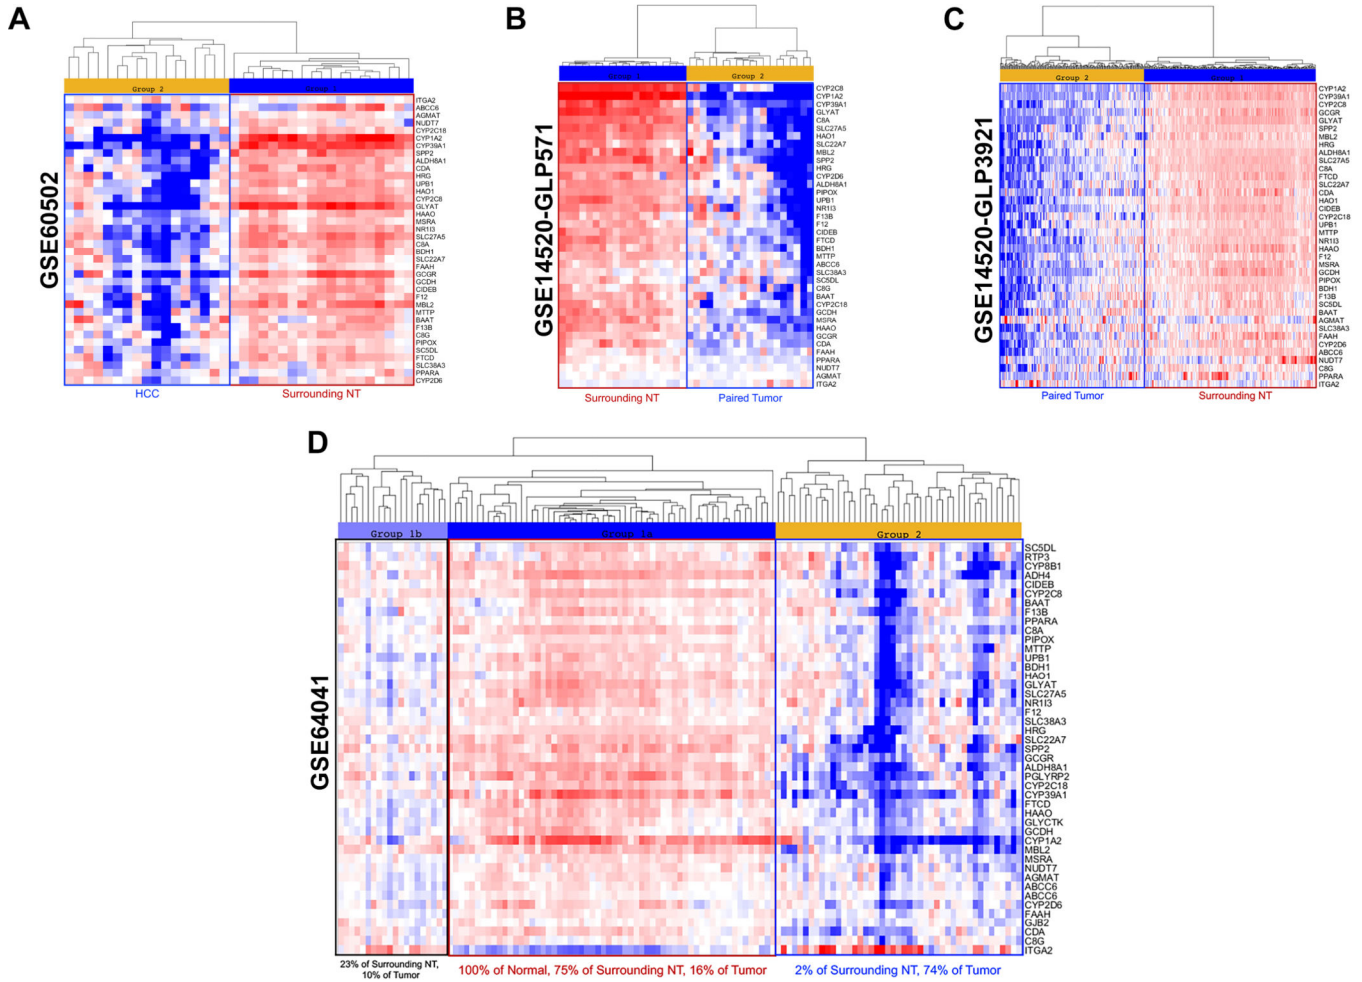 A
B
C
Group 2
Group 1
Group 2
Group 2
GSE60502
ITGA2
ABCC6
AGMAT
NUDT7
CYP2C18
CYP1A2
CYP39A1
SPP2
ALDH8A1
CDA
HRG
UPB1
HAO1
CYP2C8
GLYAT
HAAO
MSRA
NR1I3
SLC27A5
C8A
BDH1
SLC22A7
FAAH
GCGR
GCDH
CIDEB
F12
MBL2
MTTP
BAAT
F13B
C8G
PIPOX
SC5DL
FTCD
SLC38A3
PPARA
CYP2D6
HCC
Surrounding NT
GSE14520-GLP571
CYP2C8
CYP1A2
CYP39A1
GLYAT
C8A
SLC27A5
HAO1
SLC22A7
MBL2
SPP2
HRG
CYP2D6
ALDH8A1
PIPOX
UPB1
NR1I3
F13B
F12
CIDEB
FTCD
BDH1
MTTP
ABCC6
SLC38A3
SC5DL
C8G
BAAT
CYP2C18
GCDH
MSRA
HAAO
GCGR
CDA
FAAH
PPARA
NUDT7
AGMAT
ITGA2
Surrounding NT
Paired Tumor
GSE14520-GLP3921
CYP1A2
CYP39A1
CYP2C8
GCGR
GLYAT
SPP2
MBL2
HRG
ALDH8A1
SLC27A5
C8A
FTCD
SLC22A7
CDA
HAO1
CIDEB
CYP2C18
UPB1
MTTP
NR1I3
HAAO
F12
MSRA
GCDH
PIPOX
BDH1
F13B
SC5DL
BAAT
AGMAT
SLC38A3
FAAH
CYP2D6
ABCC6
NUDT7
C8G
PPARA
ITGA2
Paired Tumor
Surrounding NT
D
Group 1b
Group 1a
Group 2
GSE64041
SC5DL
RTP3
CYP8B1
ADH4
CIDEB
CYP2C8
BAAT
F13B
PPARA
C8A
PIPOX
MTTP
UPB1
BDH1
HAO1
GLYAT
SLC27A5
NR1I3
F12
SLC38A3
HRG
SLC22A7
SPP2
GCGR
ALDH8A1
PGLYRP2
CYP2C18
CYP39A1
FTCD
HAAO
GLYCTK
GCDH
CYP1A2
MBL2
MSRA
NUDT7
AGMAT
ABCC6
ABCC6
CYP2D6
FAAH
GJB2
CDA
C8G
ITGA2
23% of Surrounding NT,
10% of Tumor
100% of Normal, 75% of Surrounding NT, 16% of Tumor
2% of Surrounding NT, 74% of Tumor